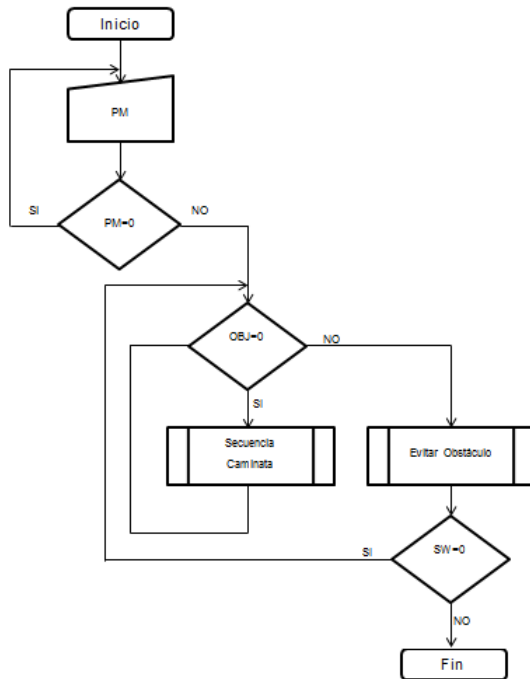 Inicio
PM
SI
PM=0
NO
OBJ=0
NO
SI
Secuencia
Caminata
Evitar Obstáculo
SI
SW=0
NO
Fin